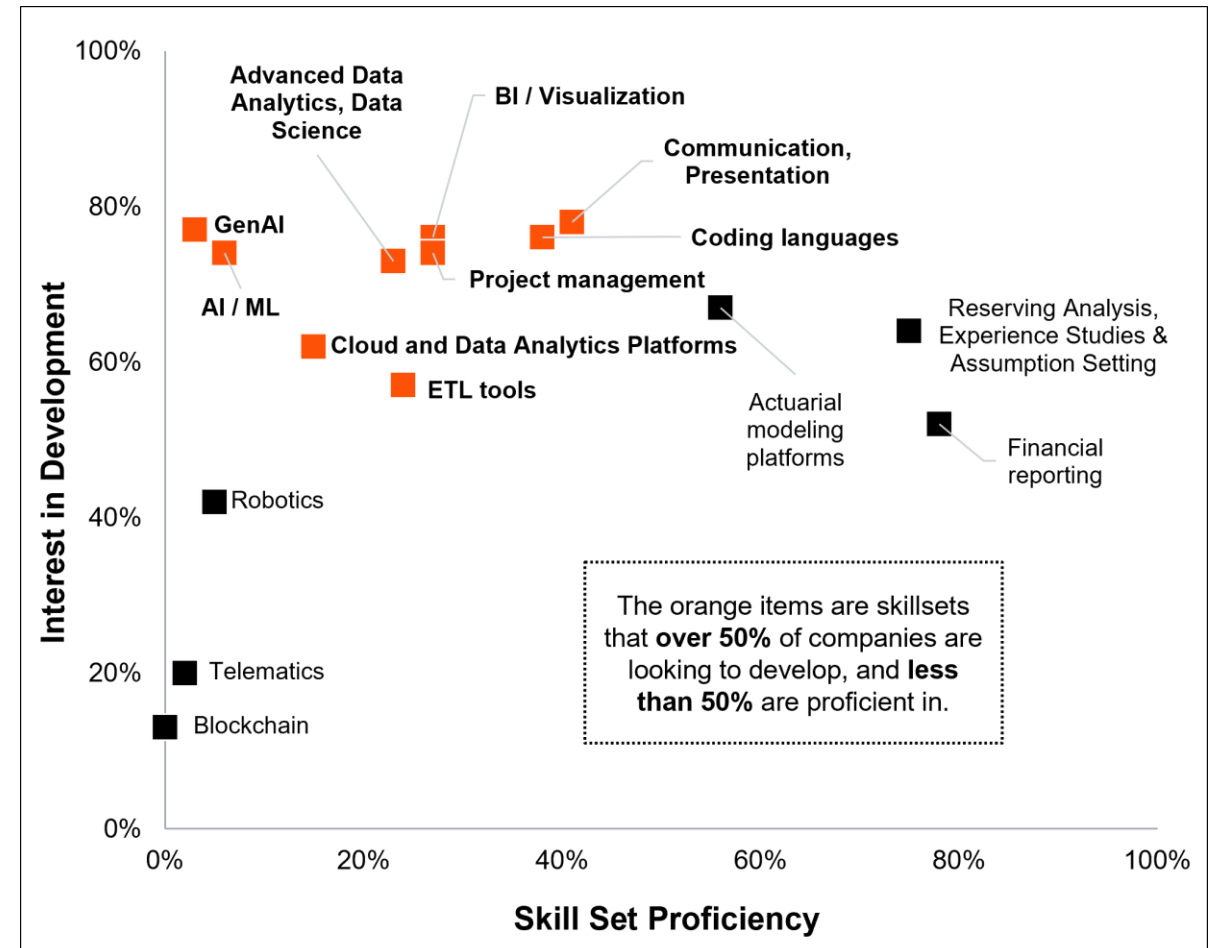 100%
80%
60%
40%
20%
0%
Interest in Development
Advanced Data
Analytics, Data
Science
BI / Visualization
Communication,
Presentation
GenAI
Coding languages
AI / ML
Project management
Reserving Analysis,
Experience Studies &
Assumption Setting
Cloud and Data Analytics Platforms
ETL tools
Actuarial
modeling
platforms
Financial
reporting
Robotics
The orange items are skillsets
that over 50% of companies are
looking to develop, and less
than 50% are proficient in.
Telematics
Blockchain
0%
20%
40%
60%
80%
100%
Skill Set Proficiency